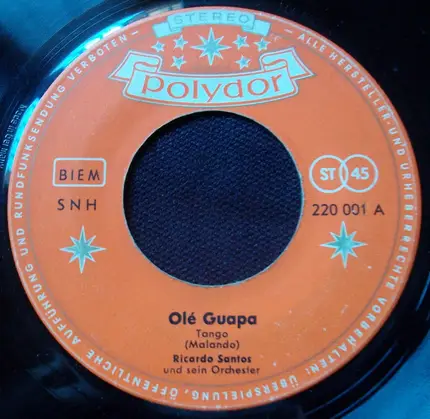 STEREO
polydor
BIEM
ST 45
SNH
220 001 A
Olé Guapa
Tango
(Malando)
Ricardo Santos
und sein Orchester
ALLE HERSTELLER- UND URHEBERRECHTE VORBEHALTEN: ÜBERSPIELUNG, ÖFFENTLICHE AUFFÜHRUNG UND RUNDFUNKSENDUNG VERBOTEN